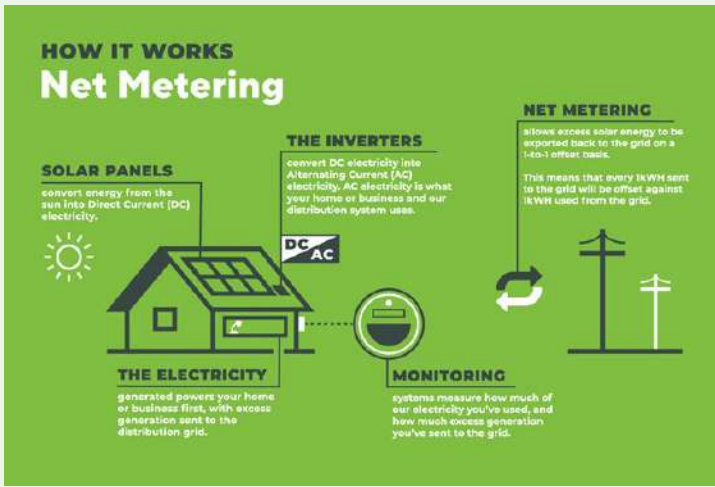 HOW IT WORKS
Net Metering
SOLAR PANELS
convert energy from the
sun into Direct Current (DC)
electricity.
THE INVERTERS
convert DC electricity into
Alternating Current (AC)
electricity. AC electricity is what
your home or business and our
distribution system uses.
NET METERING
allows excess solar energy to be
exported back to the grid on a
1-to-1 offset basis.
This means that every 1kWH sent
to the grid will be offset against
1kWH used from the grid.
DC
AC
THE ELECTRICITY
generated powers your home
or business first, with excess
generation sent to the
distribution grid.
MONITORING
systems measure how much of
our electricity you've used, and
how much excess generation
you've sent to the grid.